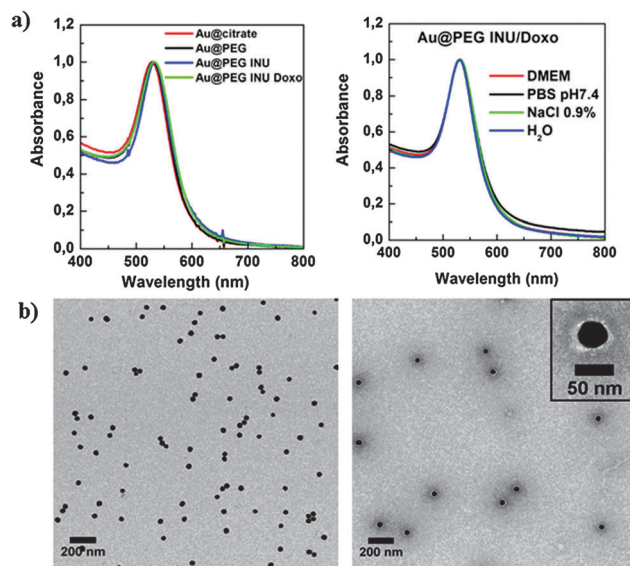 a)
1,2
1,0
0,8
0,6
0,4
0,2
0,0
Absorbance
Au@citrate
Au@PEG
Au@PEG INU
Au@PEG INU Doxo
400 500 600 700 800
Wavelength (nm)
1,2
1,0
0,8
0,6
0,4
0,2
0,0
Absorbance
Au@PEG INU/Doxo
DMEM
PBS pH7.4
NaCl 0.9%
H₂O
400 500 600 700 800
Wavelength (nm)
b)
200 nm
50 nm
200 nm